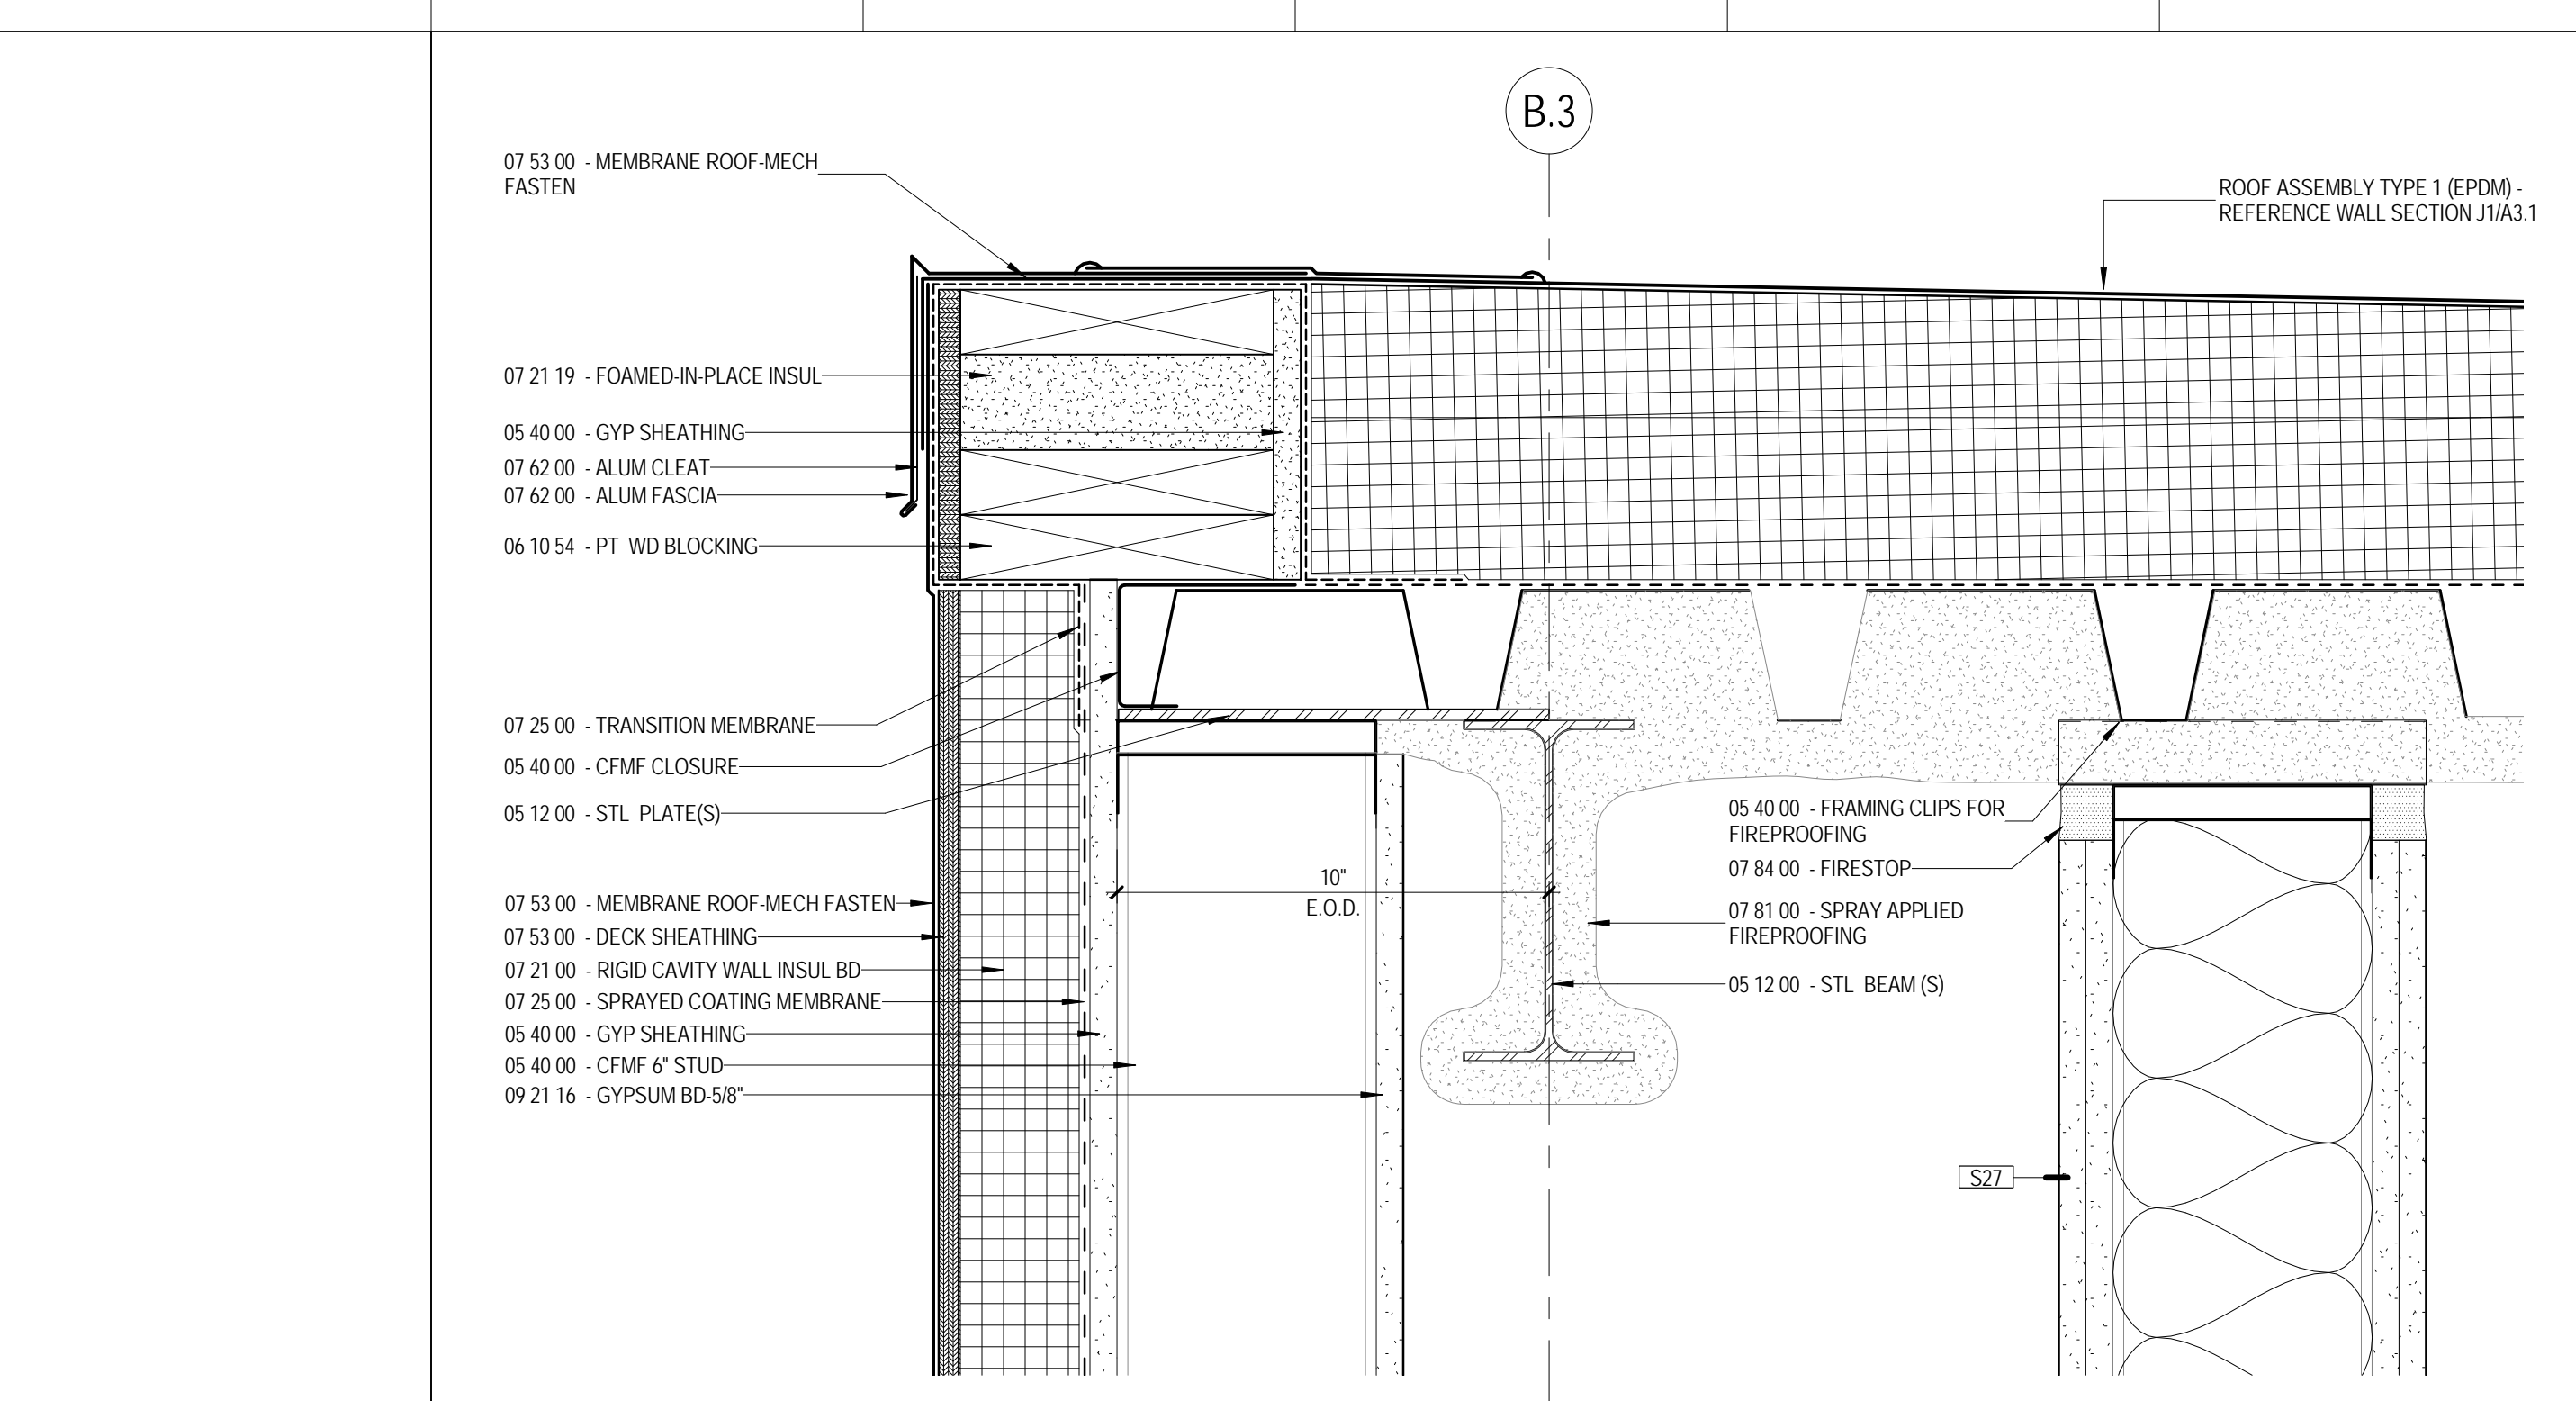 B.3
07 53 00 - MEMBRANE ROOF-MECH
FASTEN
ROOF ASSEMBLY TYPE 1 (EPDM) -
REFERENCE WALL SECTION J1/A3.1
07 21 19 - FOAMED-IN-PLACE INSUL
05 40 00 - GYP SHEATHING
07 62 00 - ALUM CLEAT
07 62 00 - ALUM FASCIA
06 10 54 - PT WD BLOCKING
07 25 00 - TRANSITION MEMBRANE
05 40 00 - CFMF CLOSURE
05 12 00 - STL PLATE(S)
07 53 00 - MEMBRANE ROOF-MECH FASTEN
07 53 00 - DECK SHEATHING
07 21 00 - RIGID CAVITY WALL INSUL BD
07 25 00 - SPRAYED COATING MEMBRANE
05 40 00 - GYP SHEATHING
05 40 00 - CFMF 6" STUD
09 21 16 - GYPSUM BD-5/8"
10"
E.O.D.
05 40 00 - FRAMING CLIPS FOR
FIREPROOFING
07 84 00 - FIRESTOP
07 81 00 - SPRAY APPLIED
FIREPROOFING
05 12 00 - STL BEAM (S)
S27